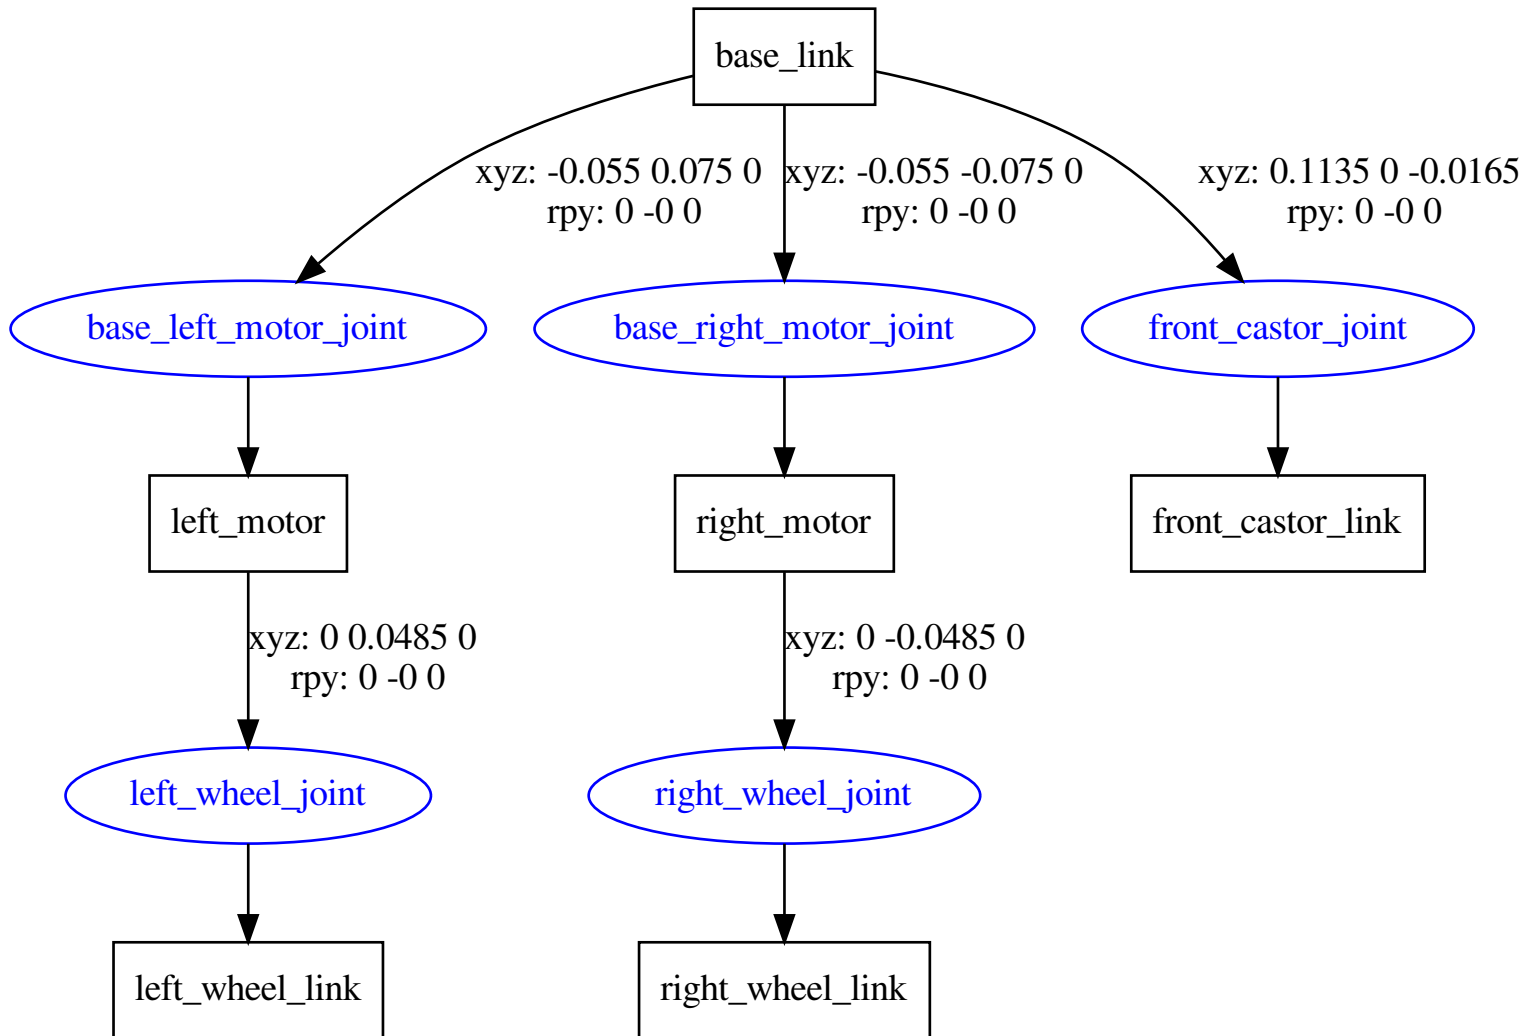 base_link
xyz: -0.055 0.075 0
rpy: 0 -0 0
xyz: -0.055 -0.075 0
rpy: 0 -0 0
xyz: 0.1135 0 -0.0165
rpy: 0 -0 0
base_left_motor_joint
base_right_motor_joint
front_castor_joint
left_motor
right_motor
front_castor_link
xyz: 0 0.0485 0
rpy: 0 -0 0
xyz: 0 -0.0485 0
rpy: 0 -0 0
left_wheel_joint
right_wheel_joint
left_wheel_link
right_wheel_link